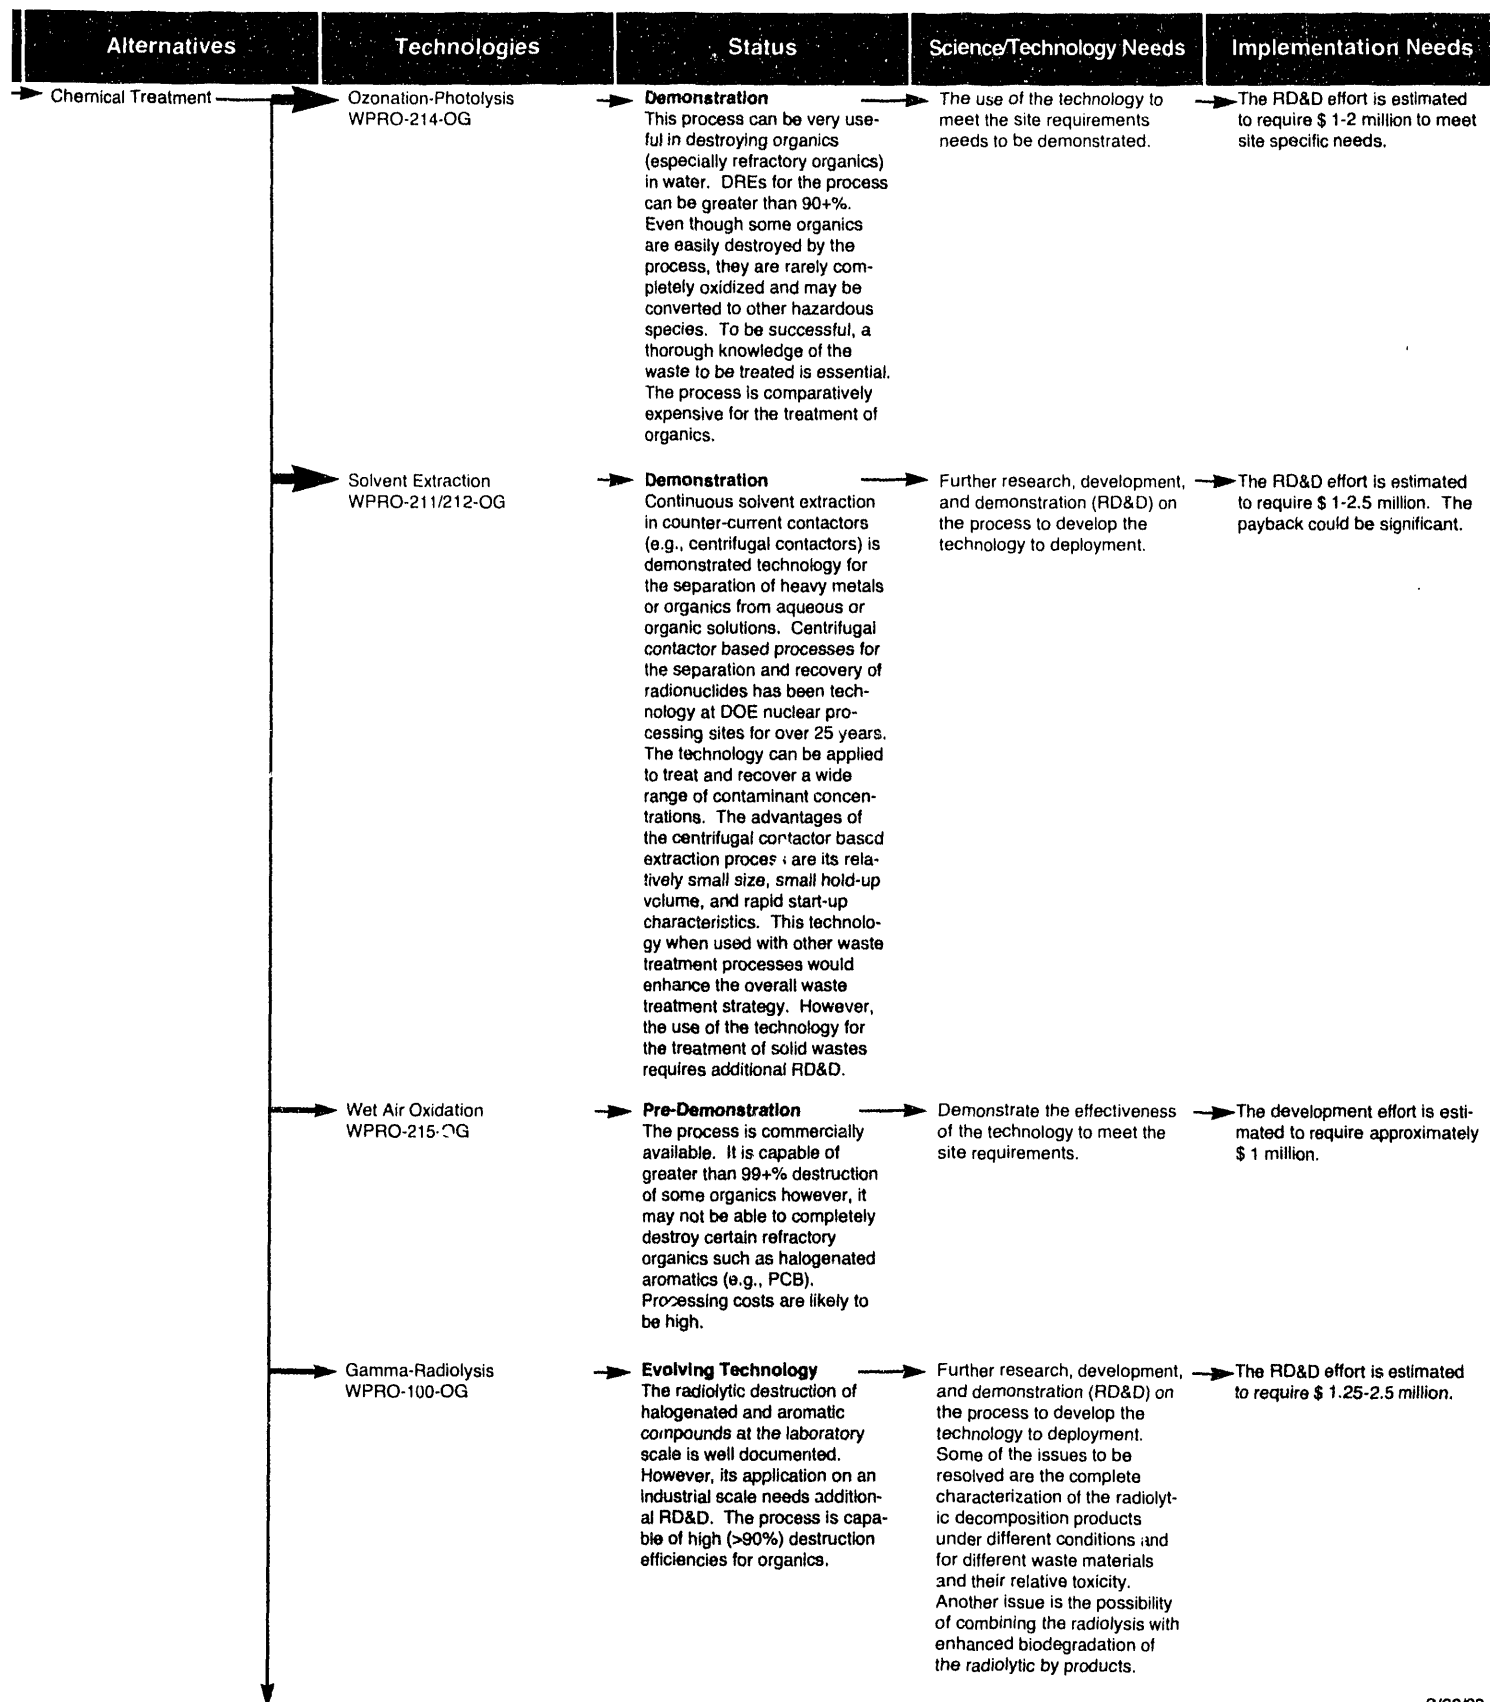 Alternatives
Technologies
Status
Science/Technology Needs
Implementation Needs
Chemical Treatment
Ozonation-Photolysis
WPRO-214-OG
Demonstration
This process can be very use-
ful in destroying organics
(especially refractory organics)
in water. DREs for the process
can be greater than 90+%.
Even though some organics
are easily destroyed by the
process, they are rarely com-
pletely oxidized and may be
converted to other hazardous
species. To be successful, a
thorough knowledge of the
waste to be treated is essential.
The process is comparatively
expensive for the treatment of
organics.
The use of the technology to
meet the site requirements
needs to be demonstrated.
The RD&D effort is estimated
to require $ 1-2 million to meet
site specific needs.
Solvent Extraction
WPRO-211/212-OG
Demonstration
Continuous solvent extraction
in counter-current contactors
(e.g., centrifugal contactors) is
demonstrated technology for
the separation of heavy metals
or organics from aqueous or
organic solutions. Centrifugal
contactor based processes for
the separation and recovery of
radionuclides has been tech-
nology at DOE nuclear pro-
cessing sites for over 25 years.
The technology can be applied
to treat and recover a wide
range of contaminant concen-
trations. The advantages of
the centrifugal contactor based
extraction process are its rela-
tively small size, small hold-up
volume, and rapid start-up
characteristics. This technolo-
gy when used with other waste
treatment processes would
enhance the overall waste
treatment strategy. However,
the use of the technology for
the treatment of solid wastes
requires additional RD&D.
Further research, development,
and demonstration (RD&D) on
the process to develop the
technology to deployment.
The RD&D effort is estimated
to require $ 1-2.5 million. The
payback could be significant.
Wet Air Oxidation
WPRO-215-OG
Pre-Demonstration
The process is commercially
available. It is capable of
greater than 99+% destruction
of some organics however, it
may not be able to completely
destroy certain refractory
organics such as halogenated
aromatics (e.g., PCB).
Processing costs are likely to
be high.
Demonstrate the effectiveness
of the technology to meet the
site requirements.
The development effort is esti-
mated to require approximately
$ 1 million.
Gamma-Radiolysis
WPRO-100-OG
Evolving Technology
The radiolytic destruction of
halogenated and aromatic
compounds at the laboratory
scale is well documented.
However, its application on an
industrial scale needs addition-
al RD&D. The process is capa-
ble of high (>90%) destruction
efficiencies for organics.
Further research, development,
and demonstration (RD&D) on
the process to develop the
technology to deployment.
Some of the issues to be
resolved are the complete
characterization of the radiolyt-
ic decomposition products
under different conditions and
for different waste materials
and their relative toxicity.
Another issue is the possibility
of combining the radiolysis with
enhanced biodegradation of
the radiolytic by products.
The RD&D effort is estimated
to require $ 1.25-2.5 million.